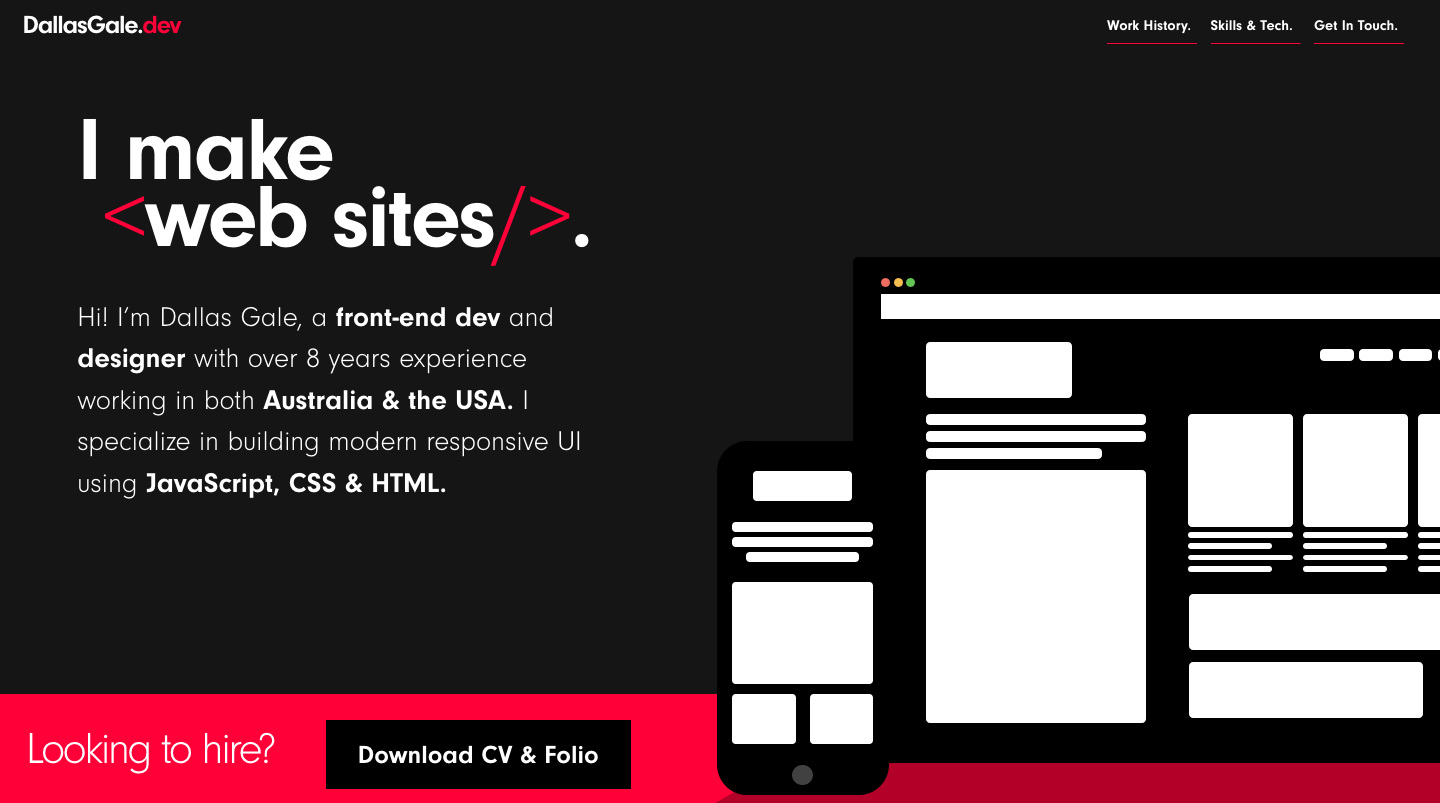 DallasGale.dev
Work History. Skills & Tech. Get In Touch.
I make
<web sites/>.
Hi! I’m Dallas Gale, a front-end dev and
designer with over 8 years experience
working in both Australia & the USA. I
specialize in building modern responsive UI
using JavaScript, CSS & HTML.
Looking to hire?
Download CV & Folio